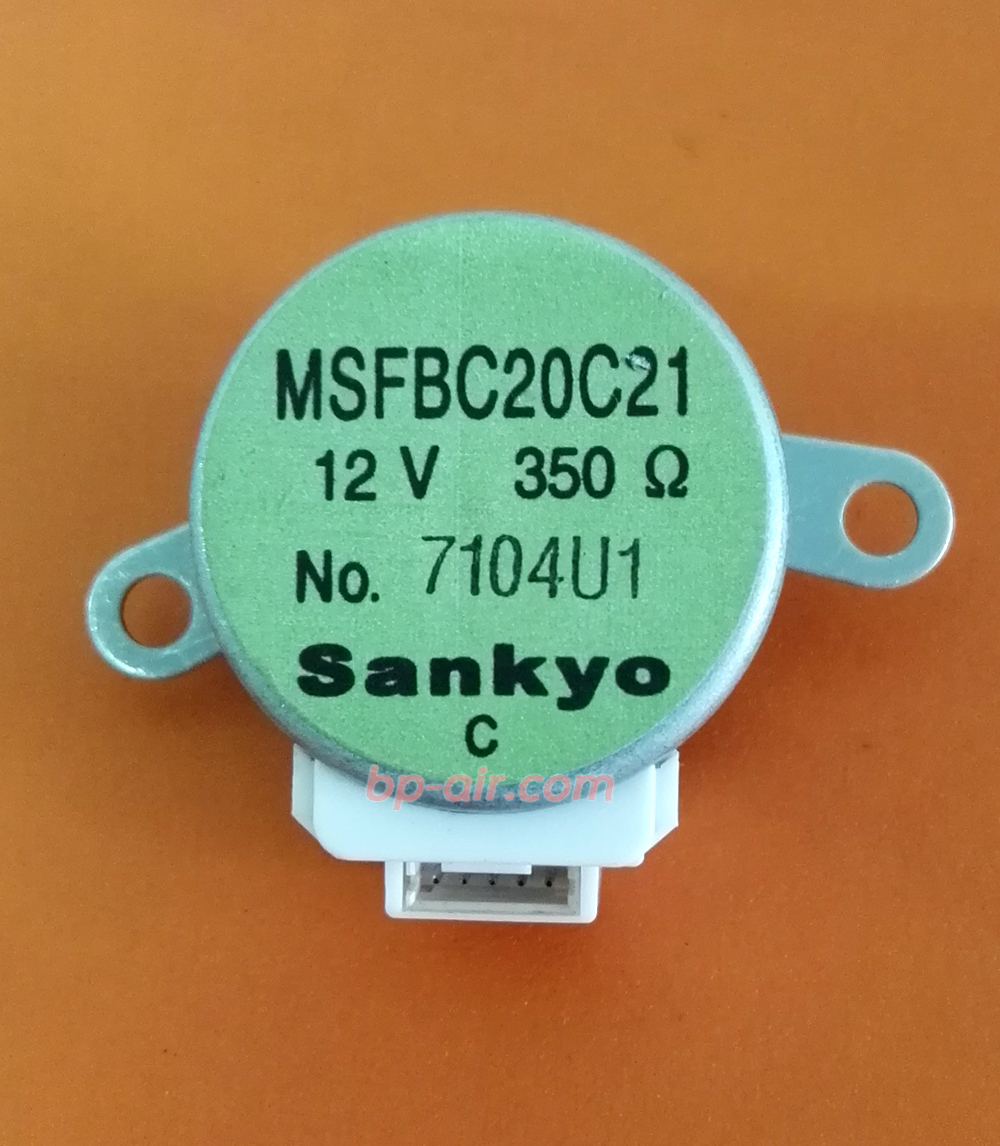 MSFBC20C21
12 V 350 Ω
No. 7104U1
Sankyo
C
bp-air.com